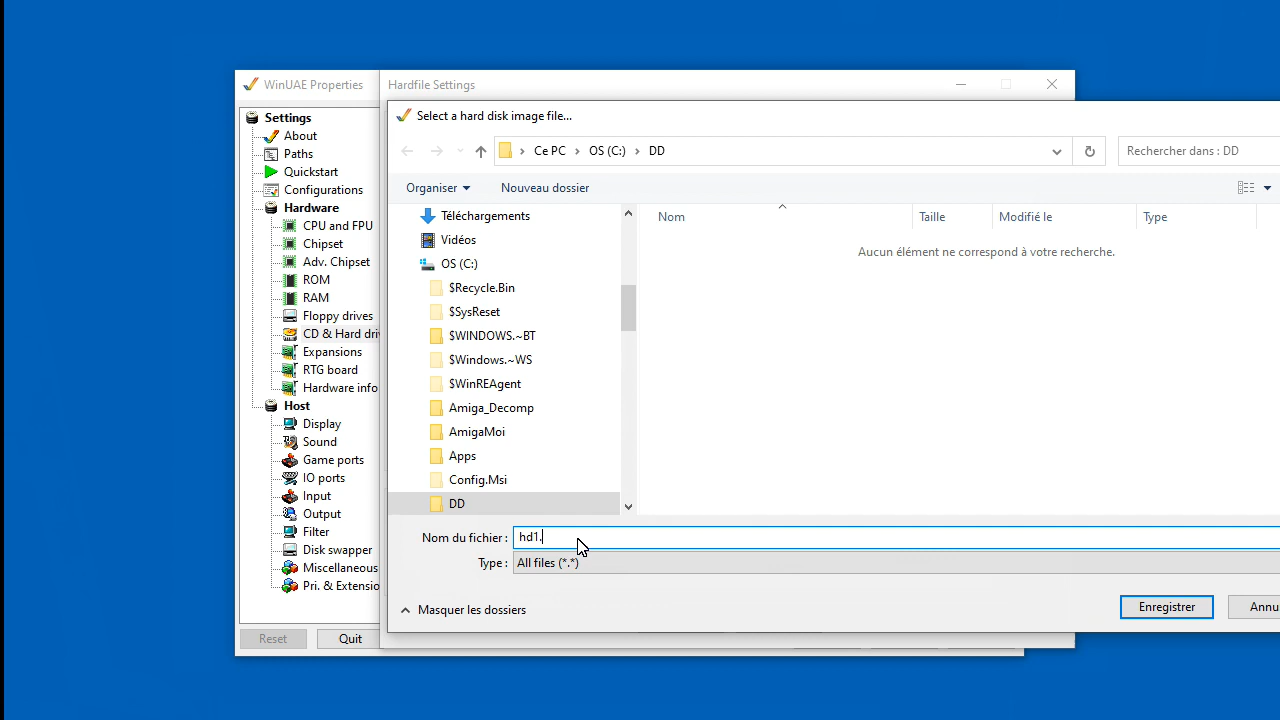 WinUAE Properties
Hardfile Settings
Settings
About
Paths
Quickstart
Configurations
Hardware
CPU and FPU
Chipset
Adv. Chipset
ROM
RAM
Floppy drives
CD & Hard driv
Expansions
RTG board
Hardware info
Host
Display
Sound
Game ports
IO ports
Input
Output
Filter
Disk swapper
Miscellaneous
Pri. & Extensio
Reset
Quit
Select a hard disk image file...
Ce PC > OS (C:) > DD
Rechercher dans : DD
Organiser
Nouveau dossier
Téléchargements
Vidéos
OS (C:)
$Recycle.Bin
$SysReset
$WINDOWS.~BT
$Windows.~WS
$WinREAgent
Amiga_Decomp
AmigaMoi
Apps
Config.Msi
DD
Nom
Taille
Modifié le
Type
Aucun élément ne correspond à votre recherche.
Nom du fichier : hd1.
Type : All files (*.*)
Masquer les dossiers
Enregistrer
Annu